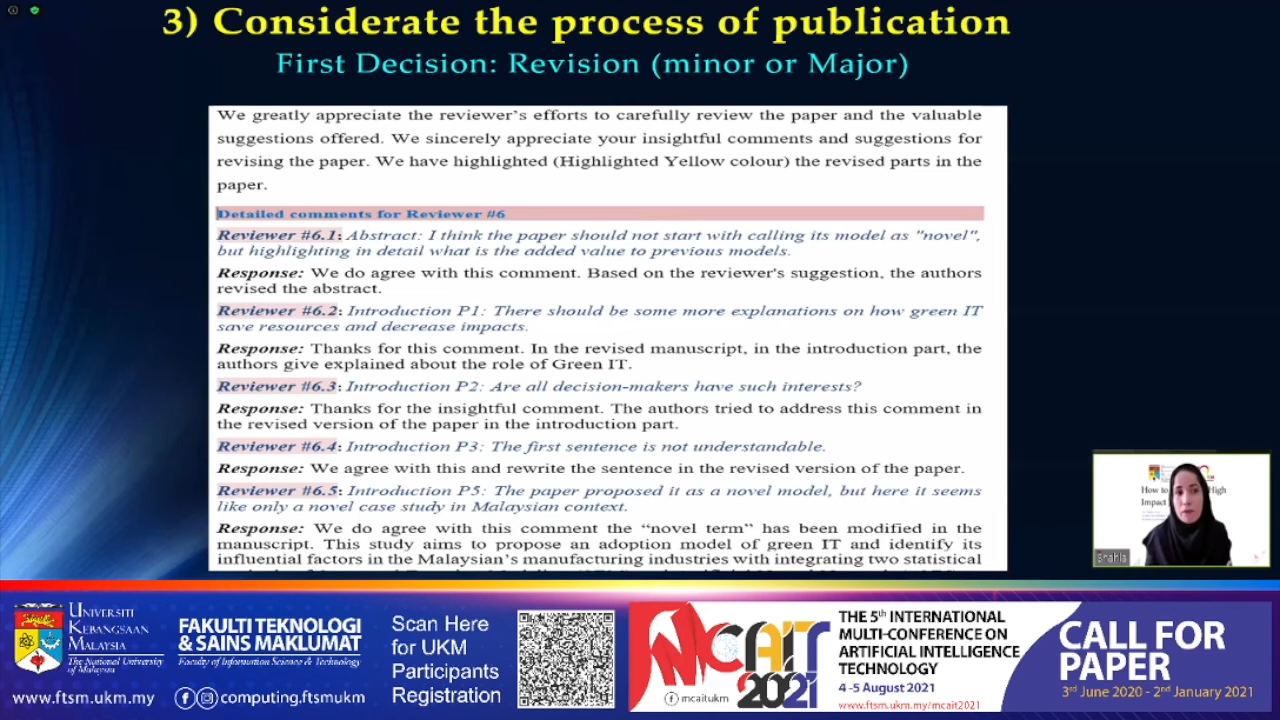 3) Considerate the process of publication
First Decision: Revision (minor or Major)
We greatly appreciate the reviewer's efforts to carefully review the paper and the valuable
suggestions offered. We sincerely appreciate your insightful comments and suggestions for
revising the paper. We have highlighted (Highlighted Yellow colour) the revised parts in the
paper.
Detailed comments for Reviewer #6
Reviewer #6.1: Abstract: I think the paper should not start with calling its model as "novel",
but highlighting in detail what is the added value to previous models.
Response: We do agree with this comment. Based on the reviewer's suggestion, the authors
revised the abstract.
Reviewer #6.2: Introduction P1: There should be some more explanations on how green IT
save resources and decrease impacts.
Response: Thanks for this comment. In the revised manuscript, in the introduction part, the
authors give explained about the role of Green IT.
Reviewer #6.3: Introduction P2: Are all decision-makers have such interests?
Response: Thanks for the insightful comment. The authors tried to address this comment in
the revised version of the paper in the introduction part.
Reviewer #6.4: Introduction P3: The first sentence is not understandable.
Response: We agree with this and rewrite the sentence in the revised version of the paper.
Reviewer #6.5: Introduction P5: The paper proposed it as a novel model, but here it seems
like only a novel case study in Malaysian context.
Response: We do agree with this comment the “novel term” has been modified in the
manuscript. This study aims to propose an adoption model of green IT and identify its
influential factors in the Malaysian's manufacturing industries with integrating two statistical
How to High
Impact
Shahla
UNIVERSITI
KEBANGSAAN
MALAYSIA
The National University
of Malaysia
FAKULTI TEKNOLOGI
& SAINS MAKLUMAT
Faculty of Information Science & Technology
www.ftsm.ukm.my
computing.ftsmukm
Scan Here
for UKM
Participants
Registration
MCAIT
2021
mcaitukm
THE 5th INTERNATIONAL
MULTI-CONFERENCE ON
ARTIFICIAL INTELLIGENCE
TECHNOLOGY
4 -5 August 2021
www.ftsm.ukm.my/mcait2021
CALL FOR
PAPER
3rd June 2020 - 2nd January 2021